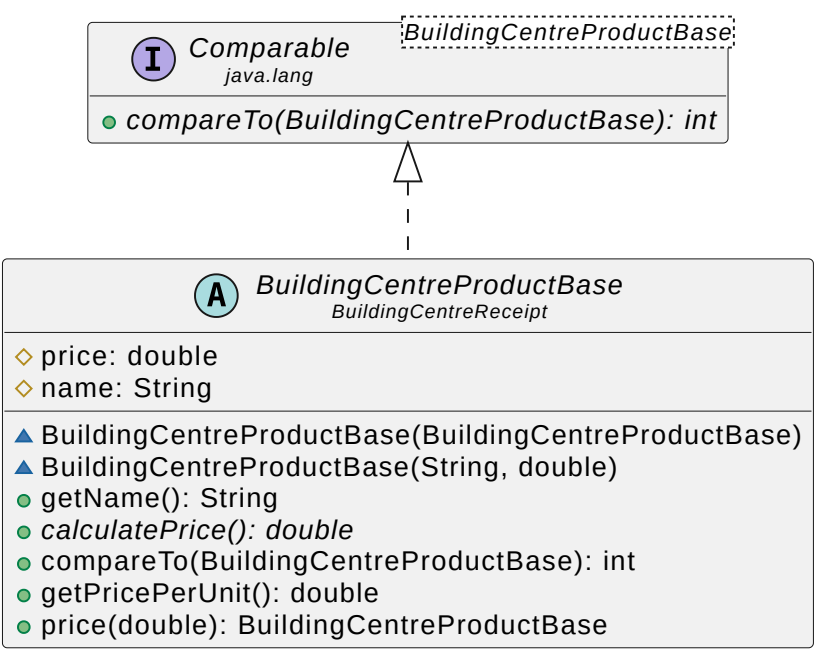 BuildingCentreProductBase
I
Comparable
java.lang
compareTo(BuildingCentreProductBase): int
A
BuildingCentreProductBase
BuildingCentreReceipt
price: double
name: String
BuildingCentreProductBase(BuildingCentreProductBase)
BuildingCentreProductBase(String, double)
getName(): String
calculatePrice(): double
compareTo(BuildingCentreProductBase): int
getPricePerUnit(): double
price(double): BuildingCentreProductBase